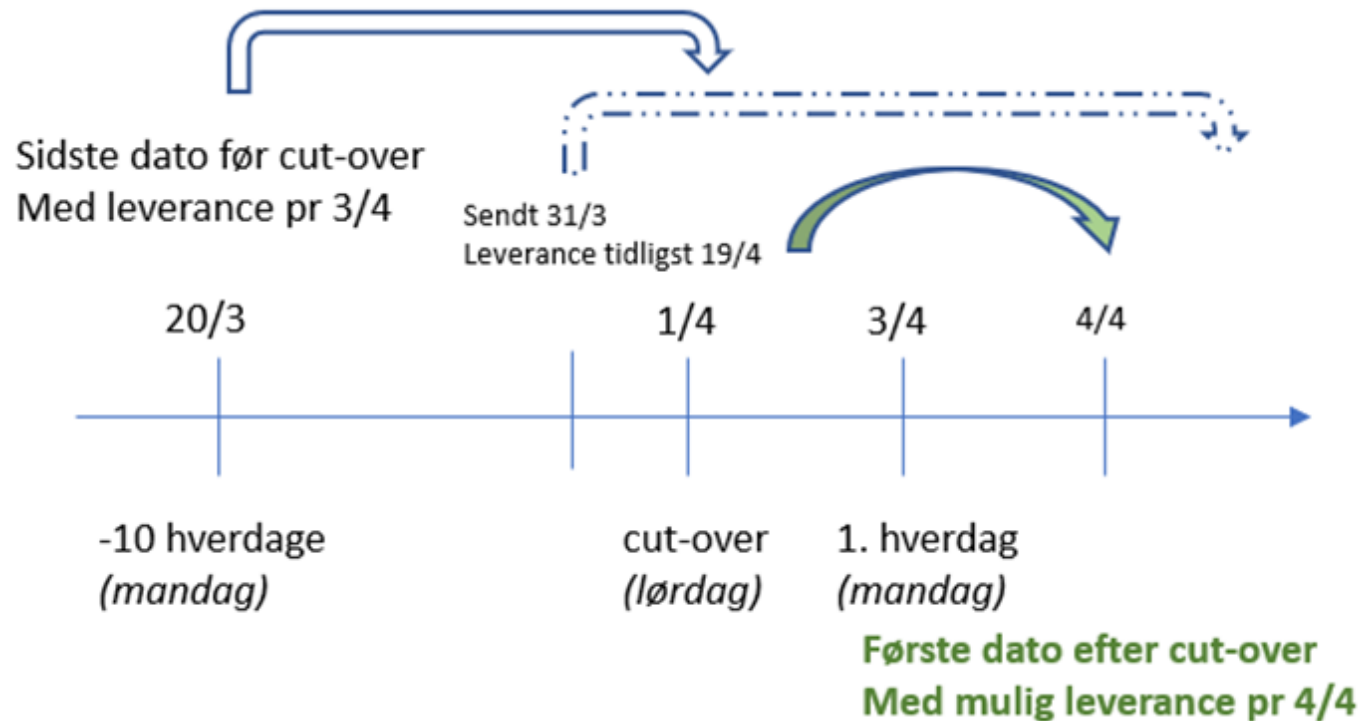 Sidste dato før cut-over
Med leverance pr 3/4
Sendt 31/3
Leverance tidligst 19/4
20/3
1/4
3/4
4/4
-10 hverdage
(mandag)
cut-over
(lørdag)
1. hverdag
(mandag)
Første dato efter cut-over
Med mulig leverance pr 4/4